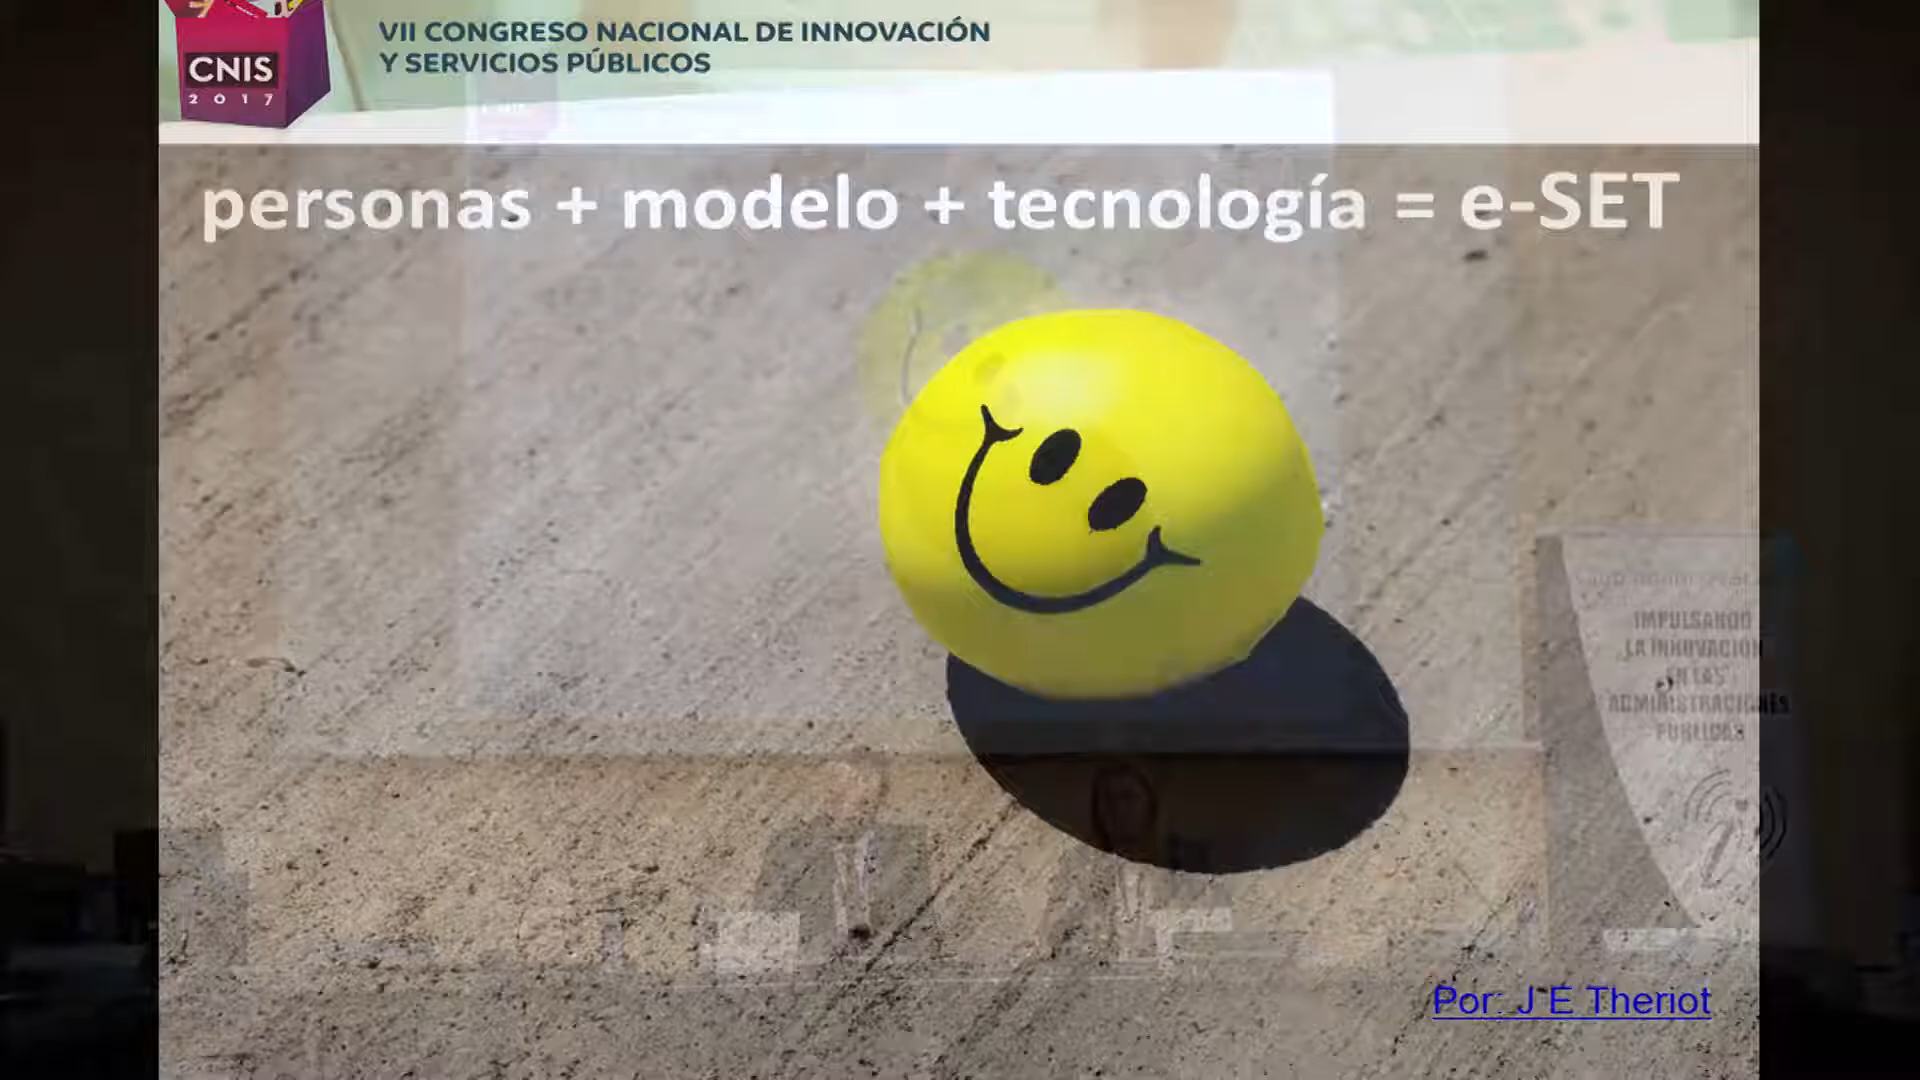 CNIS
2017
VII CONGRESO NACIONAL DE INNOVACIÓN
Y SERVICIOS PÚBLICOS
personas + modelo + tecnología = e-SET
IMPULSANDO
LA INNOVACIÓN
EN LAS
ADMINISTRACIONES
PÚBLICAS
Por: J E Theriot